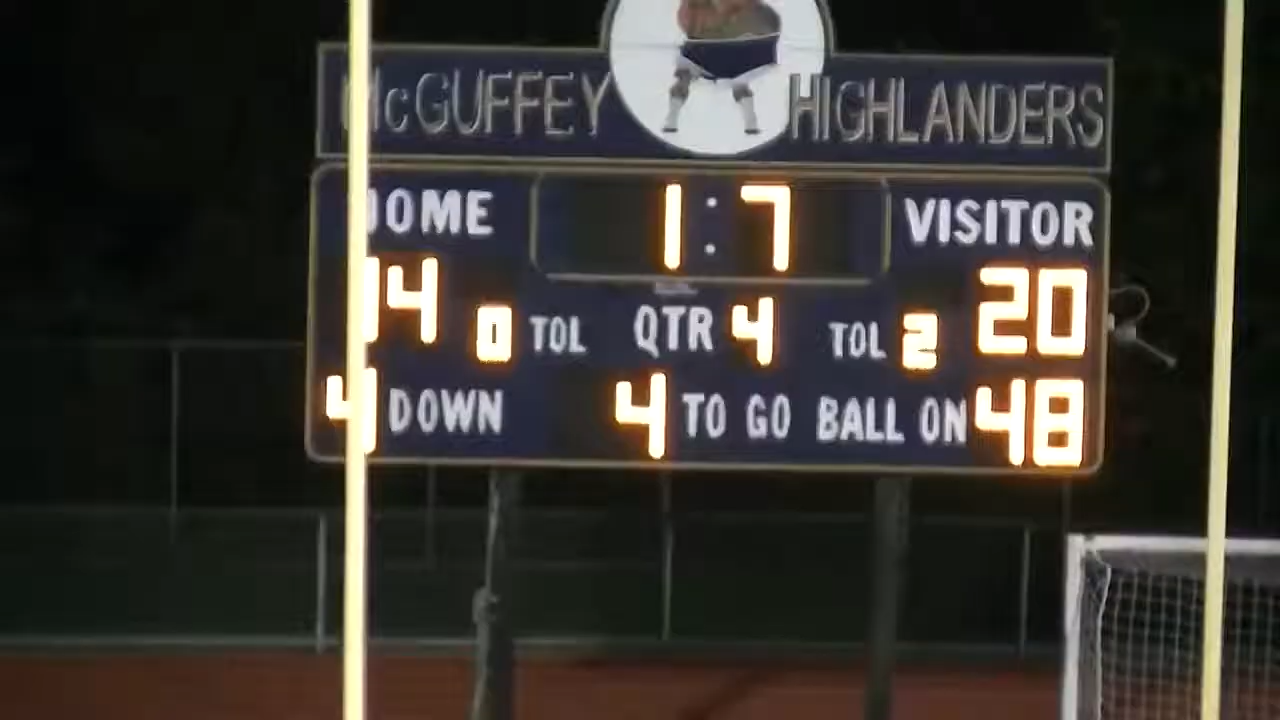 McGUFFEY HIGHLANDERS
HOME 1:7 VISITOR
14 0 TOL QTR 4 TOL 2 20
4 DOWN 4 TO GO BALL ON 48